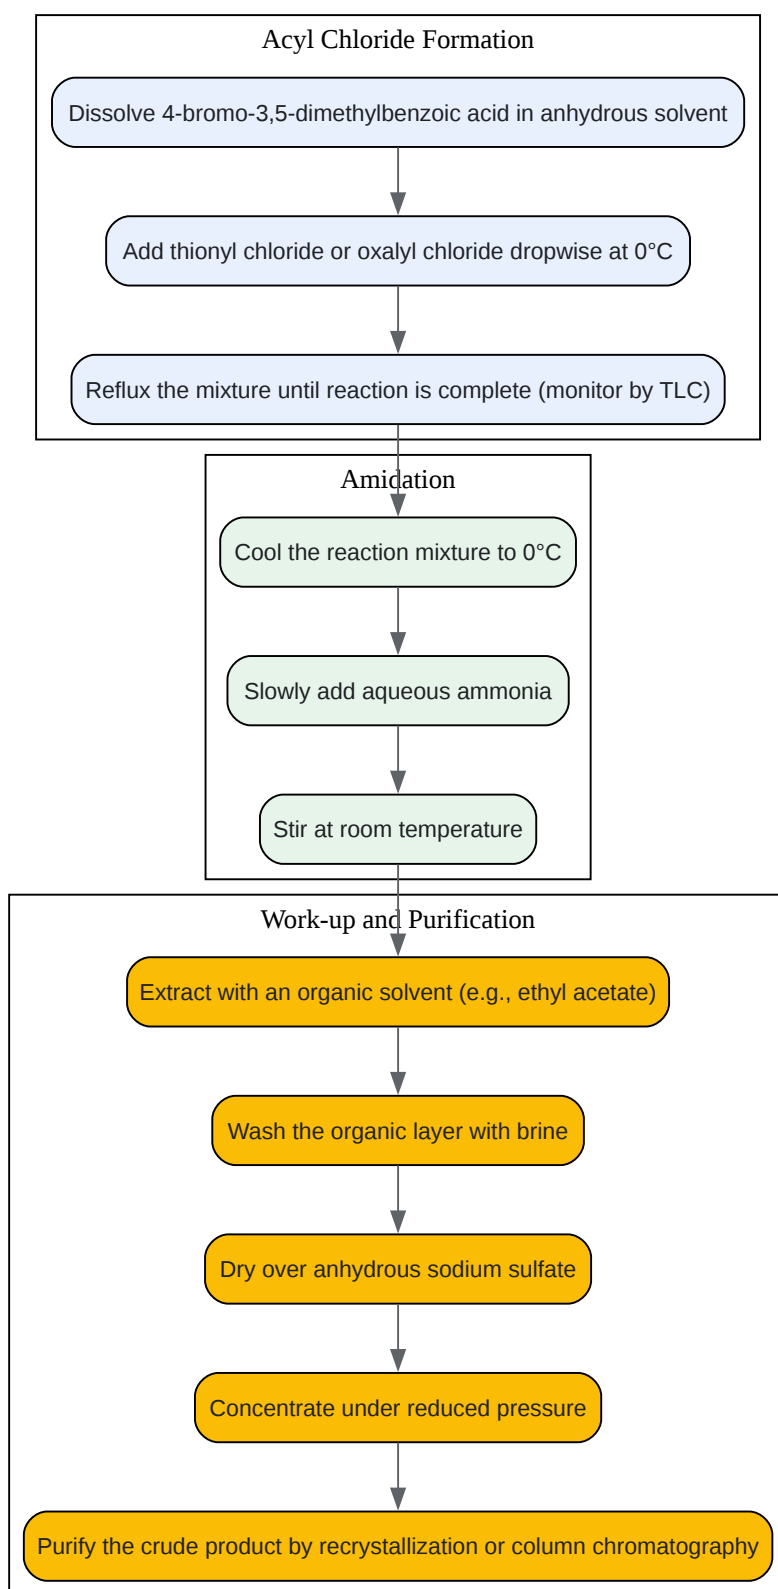 Acyl Chloride Formation
Dissolve 4-bromo-3,5-dimethylbenzoic acid in anhydrous solvent
Add thionyl chloride or oxalyl chloride dropwise at 0°C
Reflux the mixture until reaction is complete (monitor by TLC)
Amidation
Cool the reaction mixture to 0°C
Slowly add aqueous ammonia
Stir at room temperature
Work-up and Purification
Extract with an organic solvent (e.g., ethyl acetate)
Wash the organic layer with brine
Dry over anhydrous sodium sulfate
Concentrate under reduced pressure
Purify the crude product by recrystallization or column chromatography